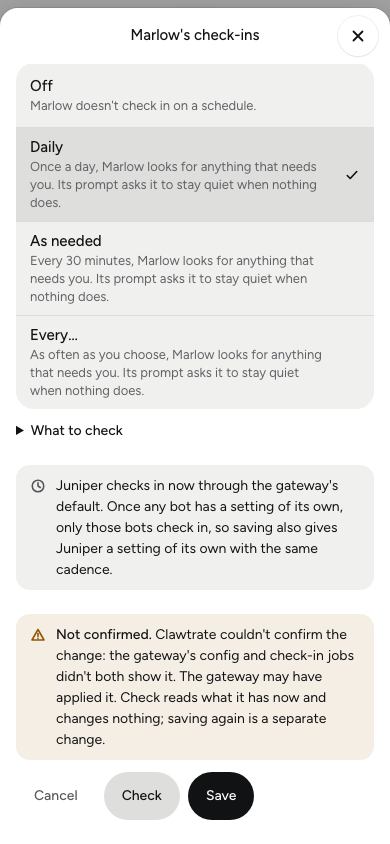 Marlow's check-ins
Off
Marlow doesn't check in on a schedule.
Daily
Once a day, Marlow looks for anything that needs
you. Its prompt asks it to stay quiet when nothing
does.
As needed
Every 30 minutes, Marlow looks for anything that
needs you. Its prompt asks it to stay quiet when
nothing does.
Every...
As often as you choose, Marlow looks for anything
that needs you. Its prompt asks it to stay quiet
when nothing does.
What to check
Juniper checks in now through the gateway's
default. Once any bot has a setting of its own,
only those bots check in, so saving also gives
Juniper a setting of its own with the same
cadence.
Not confirmed. Clawtrate couldn't confirm the
change: the gateway's config and check-in jobs
didn't both show it. The gateway may have
applied it. Check reads what it has now and
changes nothing; saving again is a separate
change.
Cancel
Check
Save